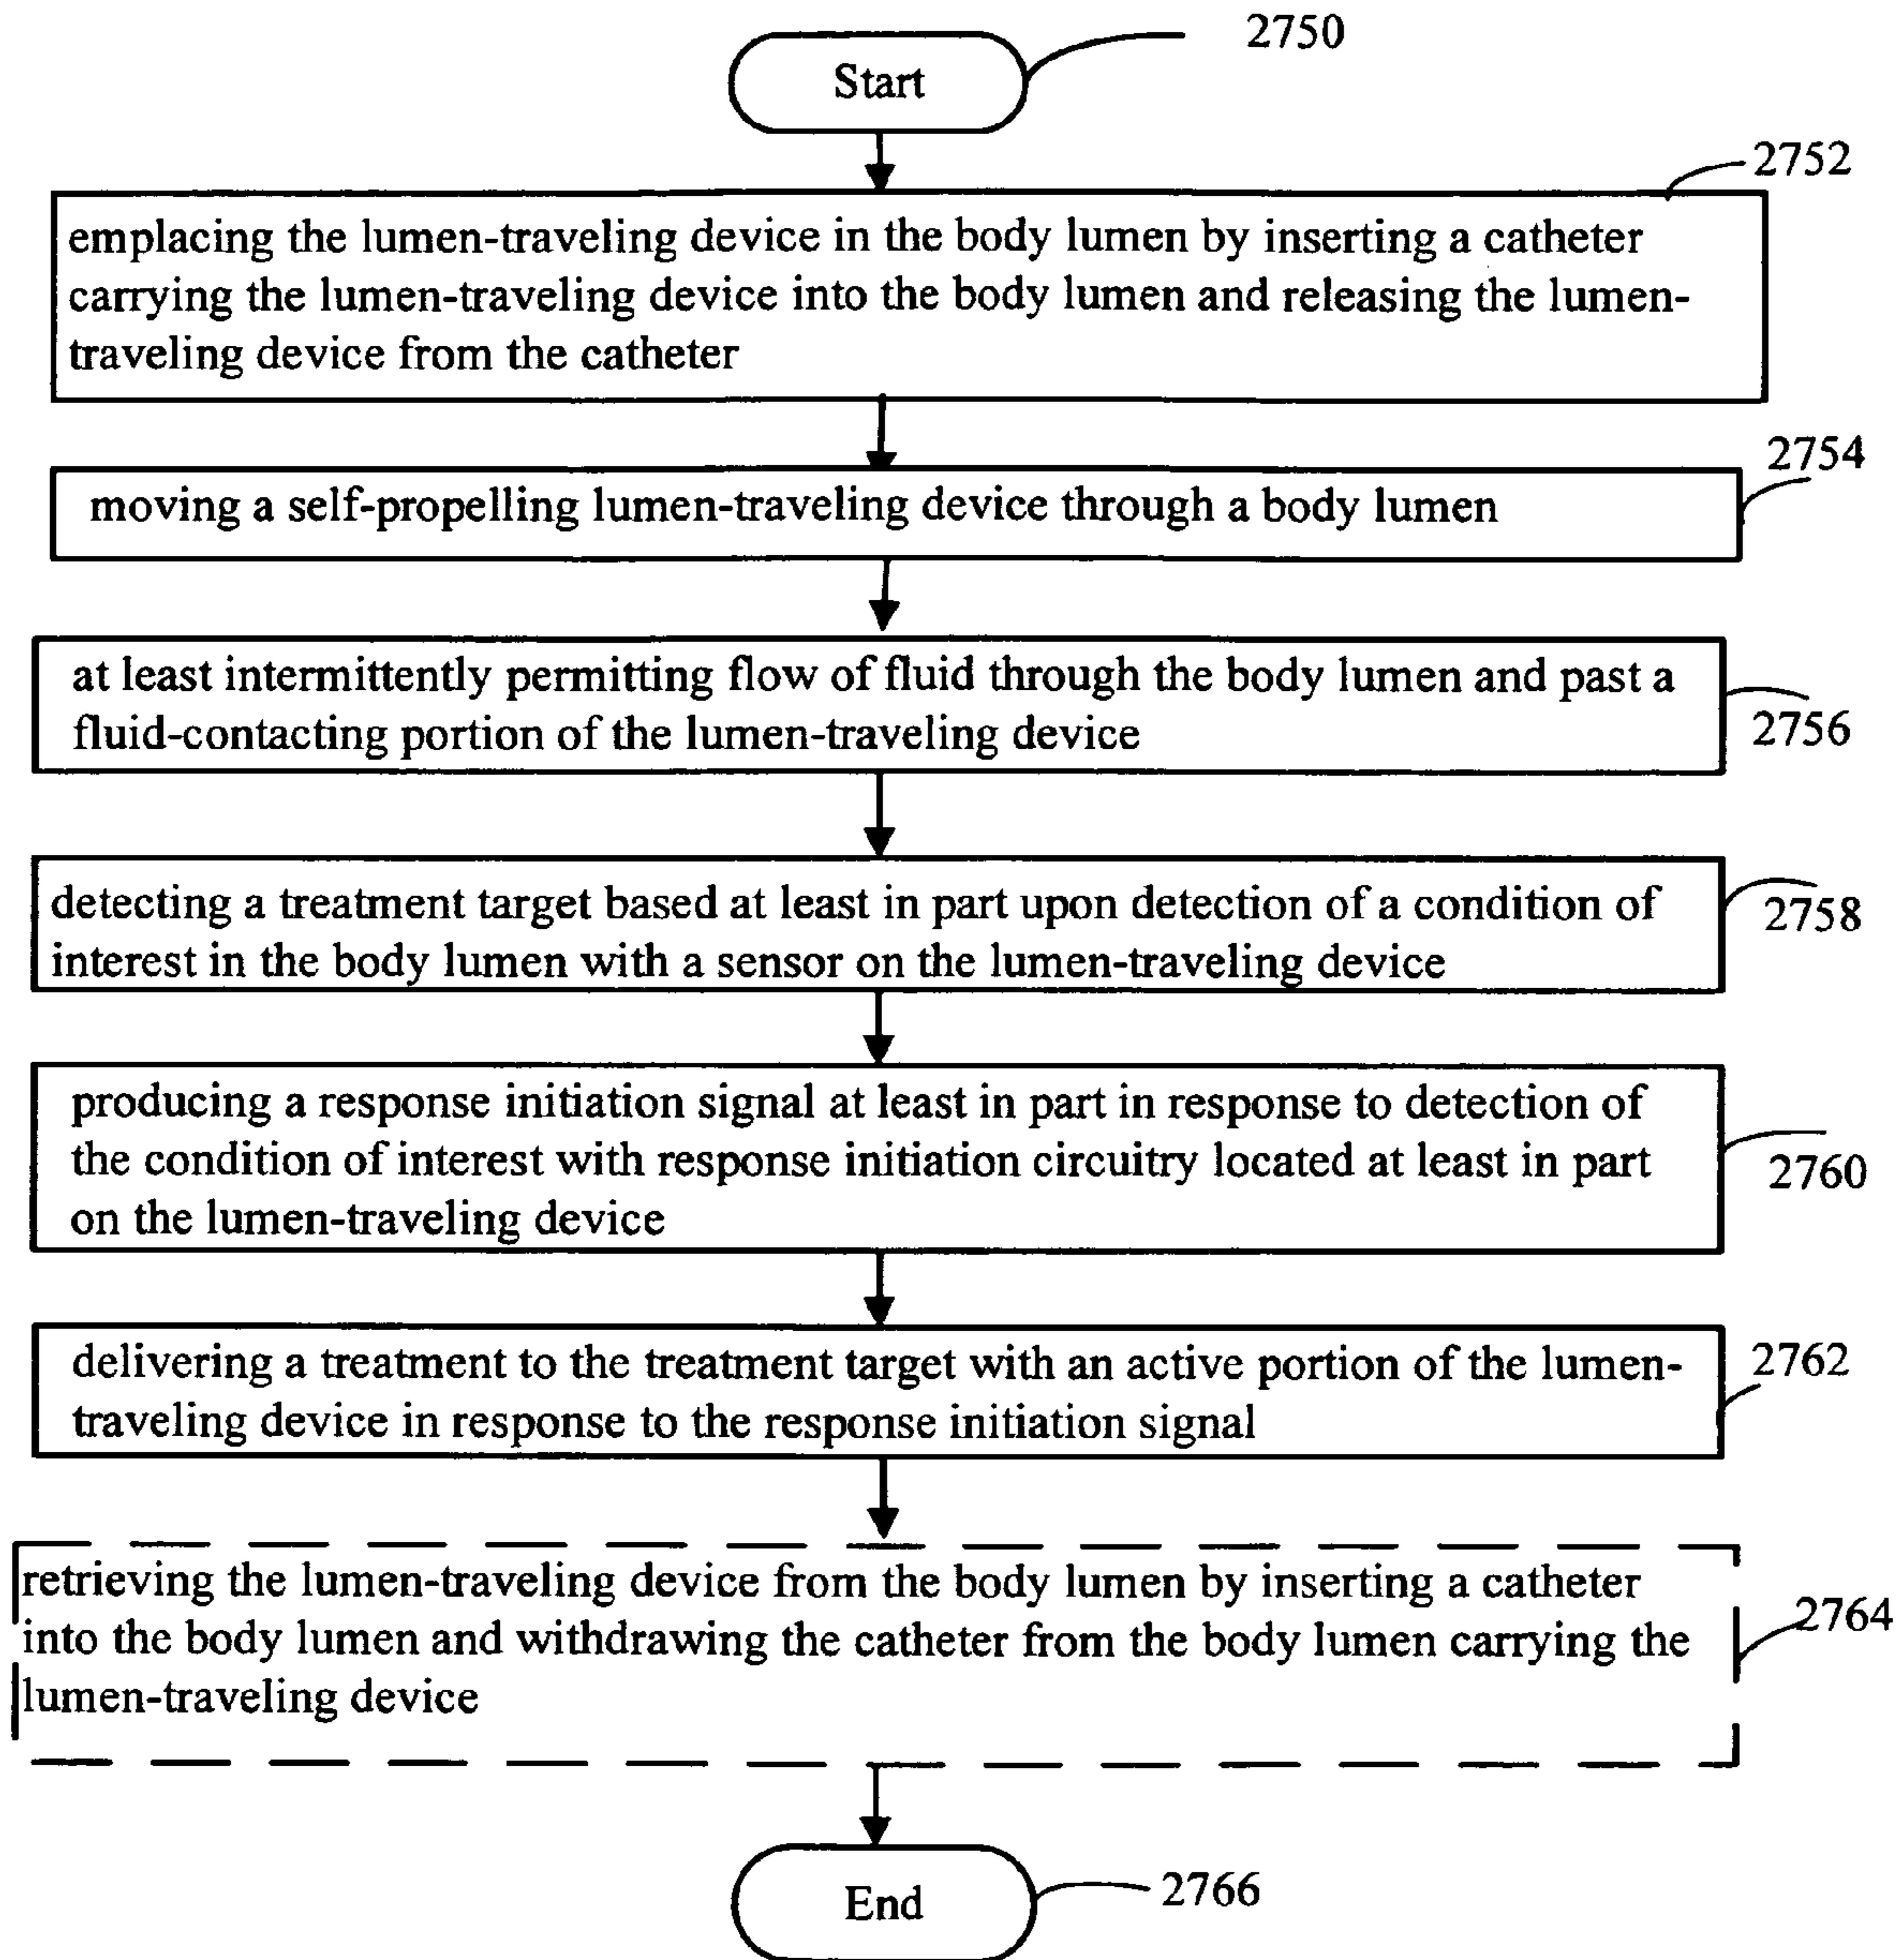 2750
Start
2752
emplacing the lumen-traveling device in the body lumen by inserting a catheter
carrying the lumen-traveling device into the body lumen and releasing the lumen-
traveling device from the catheter
2754
moving a self-propelling lumen-traveling device through a body lumen
at least intermittently permitting flow of fluid through the body lumen and past a
fluid-contacting portion of the lumen-traveling device
2756
detecting a treatment target based at least in part upon detection of a condition of
interest in the body lumen with a sensor on the lumen-traveling device
2758
producing a response initiation signal at least in part in response to detection of
the condition of interest with response initiation circuitry located at least in part
on the lumen-traveling device
2760
delivering a treatment to the treatment target with an active portion of the lumen-
traveling device in response to the response initiation signal
2762
retrieving the lumen-traveling device from the body lumen by inserting a catheter
into the body lumen and withdrawing the catheter from the body lumen carrying the
lumen-traveling device
2764
End
2766